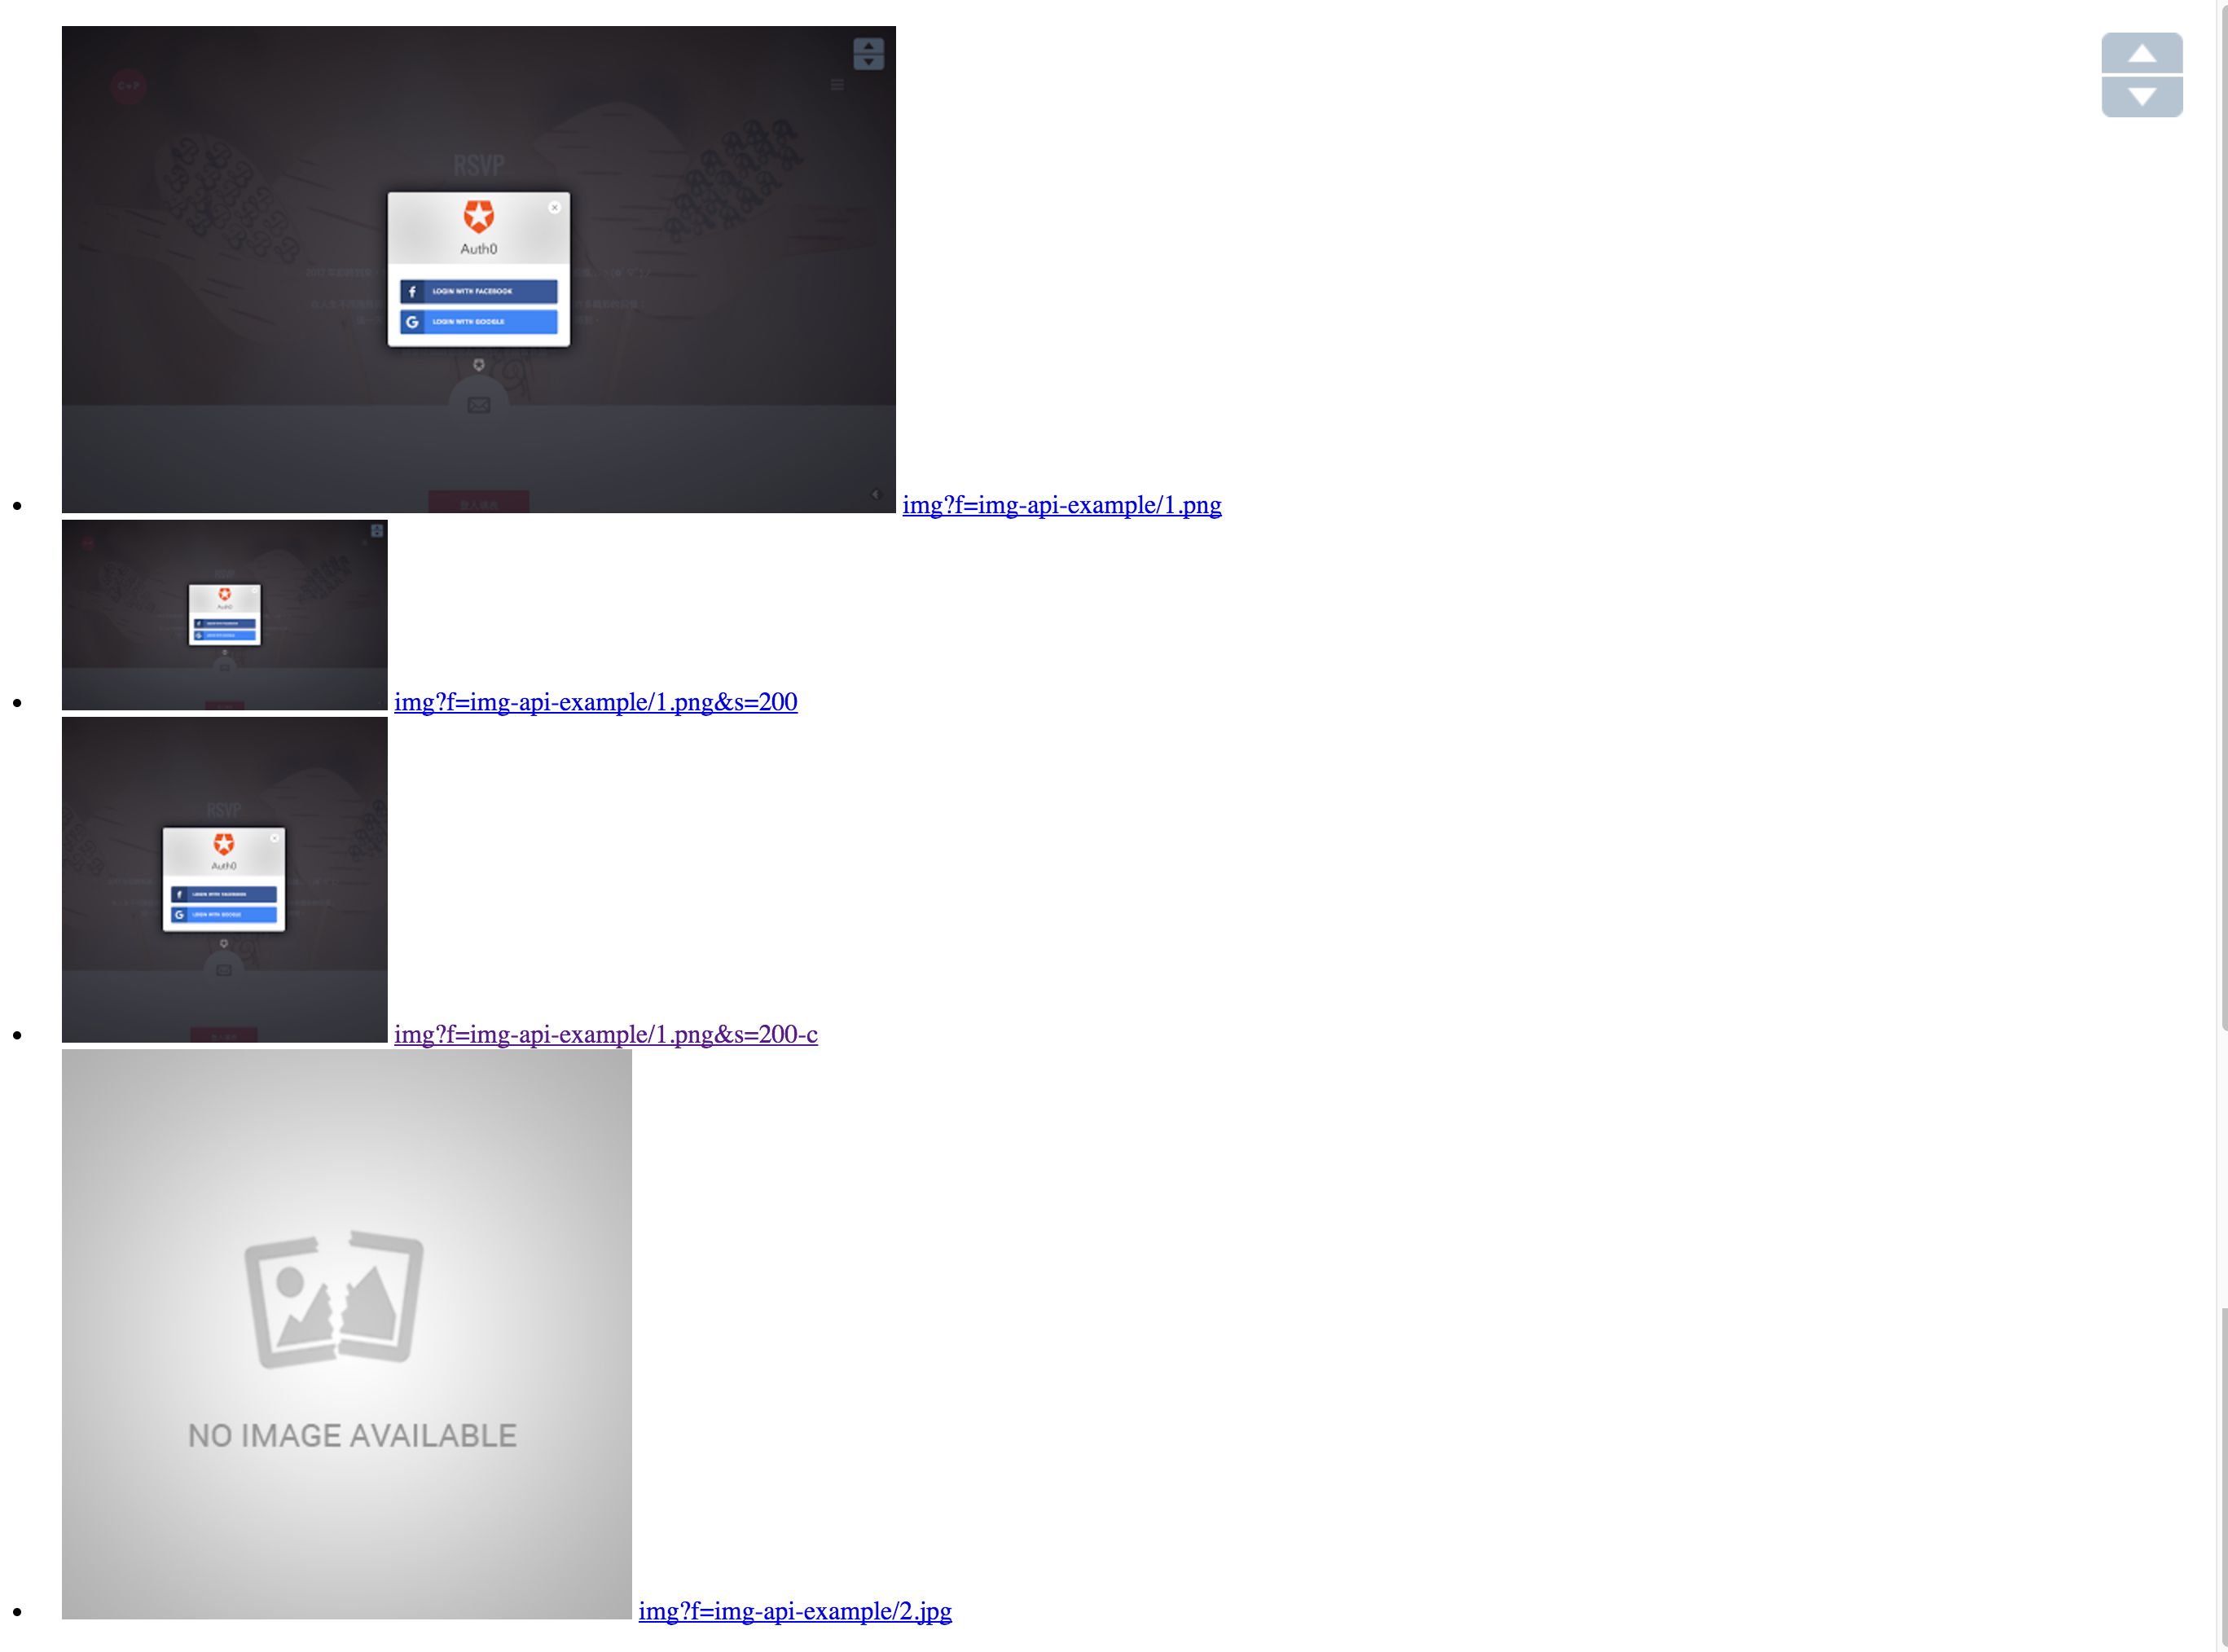 C♥P
RSVP
Auth0
LOGIN WITH FACEBOOK
LOGIN WITH GOOGLE
img?f=img-api-example/1.png
Auth0
img?f=img-api-example/1.png&s=200
RSVP
Auth0
LOGIN WITH FACEBOOK
LOGIN WITH GOOGLE
img?f=img-api-example/1.png&s=200-c
NO IMAGE AVAILABLE
img?f=img-api-example/2.jpg